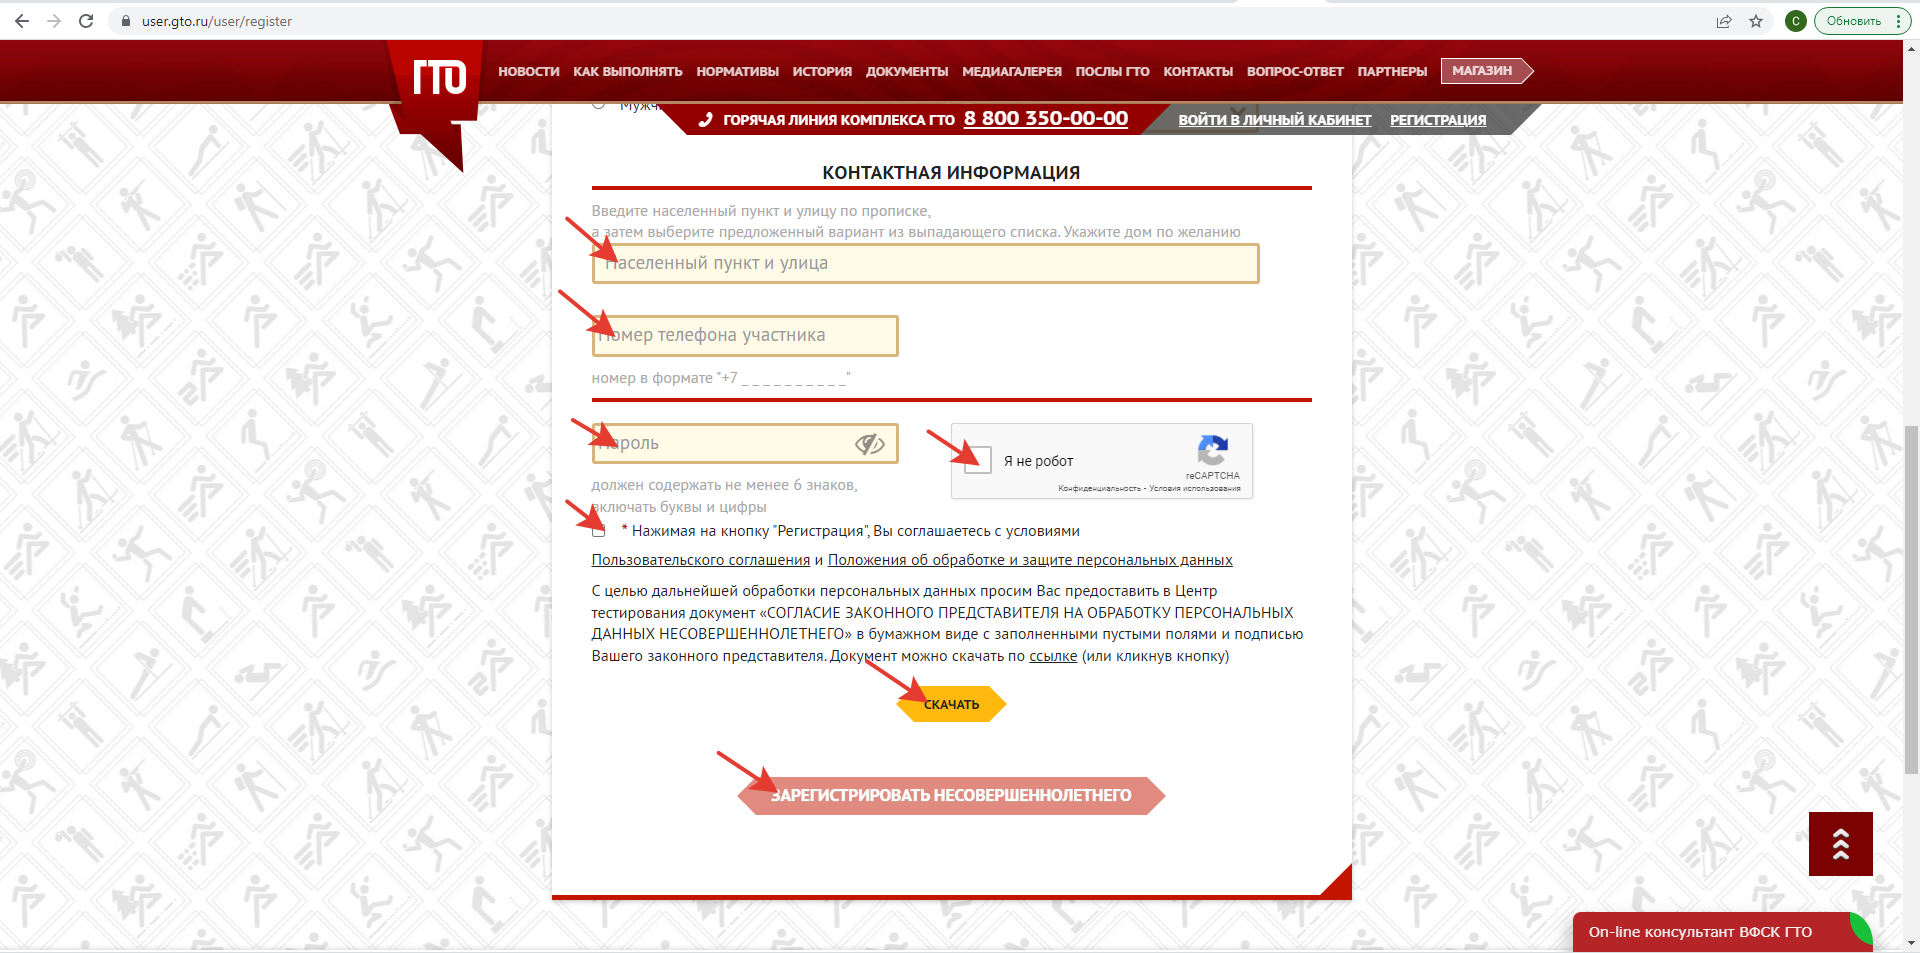 user.gto.ru/user/register
C
Обновить
ГТО
НОВОСТИ КАК ВЫПОЛНЯТЬ НОРМАТИВЫ ИСТОРИЯ ДОКУМЕНТЫ МЕДИАГАЛЕРЕЯ ПОСЛЫ ГТО КОНТАКТЫ ВОПРОС-ОТВЕТ ПАРТНЕРЫ МАГАЗИН
ГОРЯЧАЯ ЛИНИЯ КОМПЛЕКСА ГТО 8 800 350-00-00 ВОЙТИ В ЛИЧНЫЙ КАБИНЕТ РЕГИСТРАЦИЯ
КОНТАКТНАЯ ИНФОРМАЦИЯ
Введите населенный пункт и улицу по прописке,
а затем выберите предложенный вариант из выпадающего списка. Укажите дом по желанию
Населенный пункт и улица
Номер телефона участника
номер в формате "+7 _ _ _ _ _ _ _ _ _ _"
Пароль
Я не робот
reCAPTCHA
Конфиденциальность - Условия использования
должен содержать не менее 6 знаков,
включать буквы и цифры
* Нажимая на кнопку "Регистрация", Вы соглашаетесь с условиями
Пользовательского соглашения и Положения об обработке и защите персональных данных
С целью дальнейшей обработки персональных данных просим Вас предоставить в Центр
тестирования документ «СОГЛАСИЕ ЗАКОННОГО ПРЕДСТАВИТЕЛЯ НА ОБРАБОТКУ ПЕРСОНАЛЬНЫХ
ДАННЫХ НЕСОВЕРШЕННОЛЕТНЕГО» в бумажном виде с заполненными пустыми полями и подписью
Вашего законного представителя. Документ можно скачать по ссылке (или кликнув кнопку)
СКАЧАТЬ
ЗАРЕГИСТРИРОВАТЬ НЕСОВЕРШЕННОЛЕТНЕГО
On-line консультант ВФСК ГТО